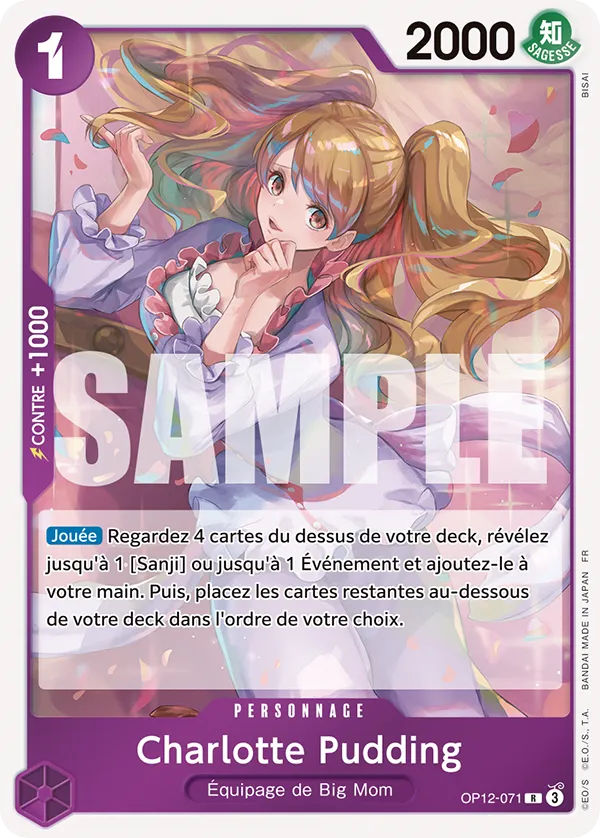 1
2000
知
SAGESSE
BISAI
CONTRE +1000
SAMPLE
Jouée Regardez 4 cartes du dessus de votre deck, révélez
jusqu'à 1 [Sanji] ou jusqu'à 1 Événement et ajoutez-le à
votre main. Puis, placez les cartes restantes au-dessous
de votre deck dans l'ordre de votre choix.
PERSONNAGE
Charlotte Pudding
Équipage de Big Mom
OP12-071 R 3
©EO/S ©E.O./S., T.A. BANDAI MADE IN JAPAN FR